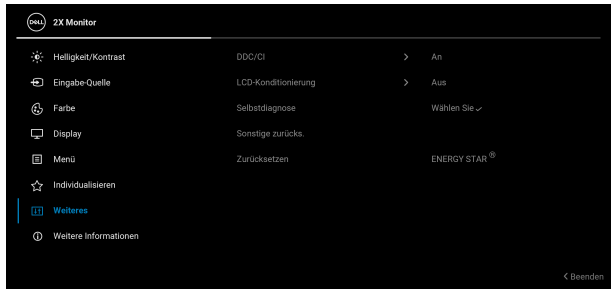 DELL 2X Monitor
Helligkeit/Kontrast DDC/CI An
Eingabe-Quelle LCD-Konditionierung Aus
Farbe Selbstdiagnose Wählen Sie
Display Sonstige zurücks.
Menü Zurücksetzen ENERGY STAR ®
Individualisieren
Weiteres
Weitere Informationen
Beenden